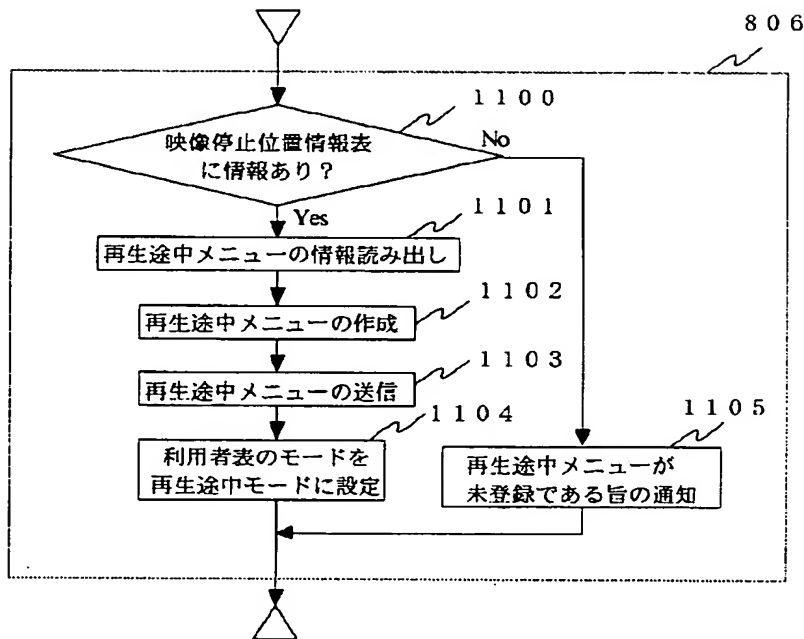 ８０６
１１００
映像停止位置情報表
に情報あり？
No
Yes
１１０１
再生途中メニューの情報読み出し
１１０２
再生途中メニューの作成
１１０３
再生途中メニューの送信
１１０４
利用者表のモードを
再生途中モードに設定
１１０５
再生途中メニューが
未登録である旨の通知